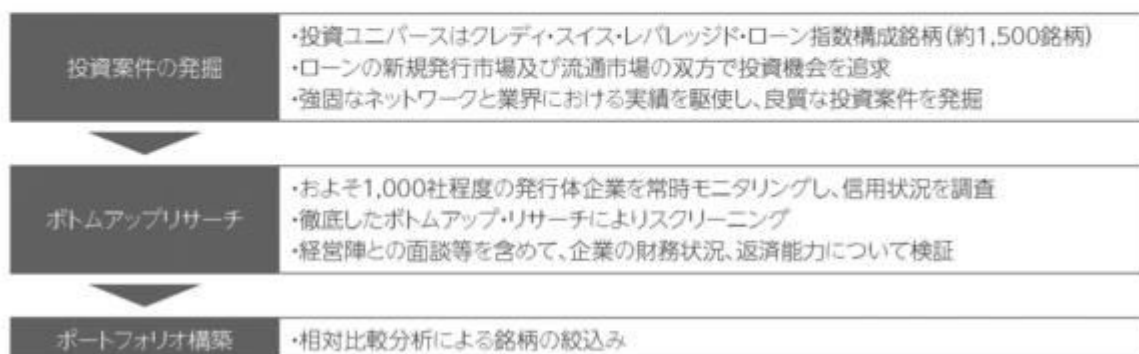 投資案件の発掘
・投資ユニバースはクレディ・スイス・レバレッジド・ローン指数構成銘柄(約1,500銘柄)
・ローンの新規発行市場及び流通市場の双方で投資機会を追求
・強固なネットワークと業界における実績を駆使し、良質な投資案件を発掘
ボトムアップリサーチ
・およそ1,000社程度の発行体企業を常時モニタリングし、信用状況を調査
・徹底したボトムアップ・リサーチによりスクリーニング
・経営陣との面談等を含めて、企業の財務状況、返済能力について検証
ポートフォリオ構築
・相対比較分析による銘柄の絞込み